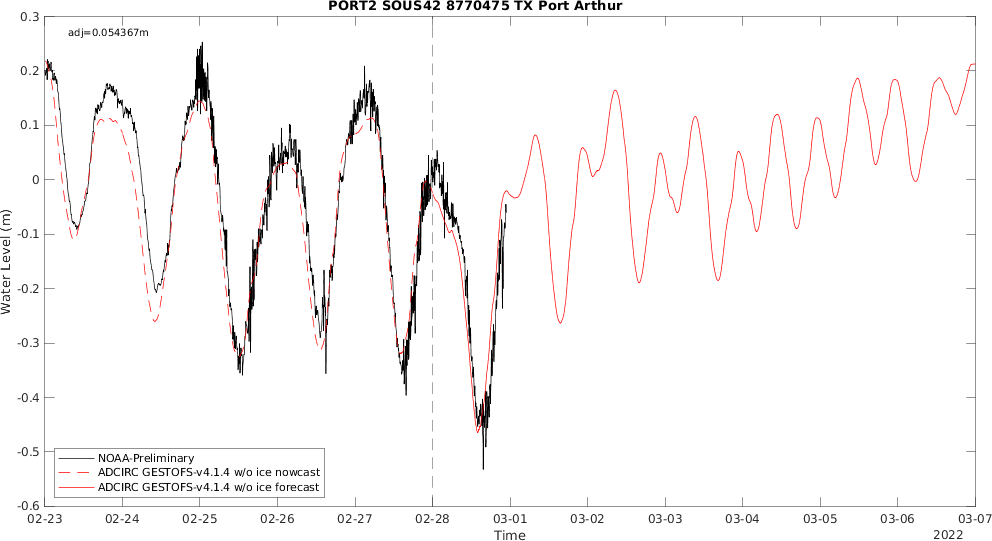 PORT2 SOUS42 8770475 TX Port Arthur
adj=0.054367m
0.3
0.2
0.1
0
-0.1
-0.2
-0.3
-0.4
-0.5
-0.6
Water Level (m)
NOAA-Preliminary
ADCIRC GESTOFS-v4.1.4 w/o ice nowcast
ADCIRC GESTOFS-v4.1.4 w/o ice forecast
02-23 02-24 02-25 02-26 02-27 02-28 03-01 03-02 03-03 03-04 03-05 03-06 03-07
Time
2022